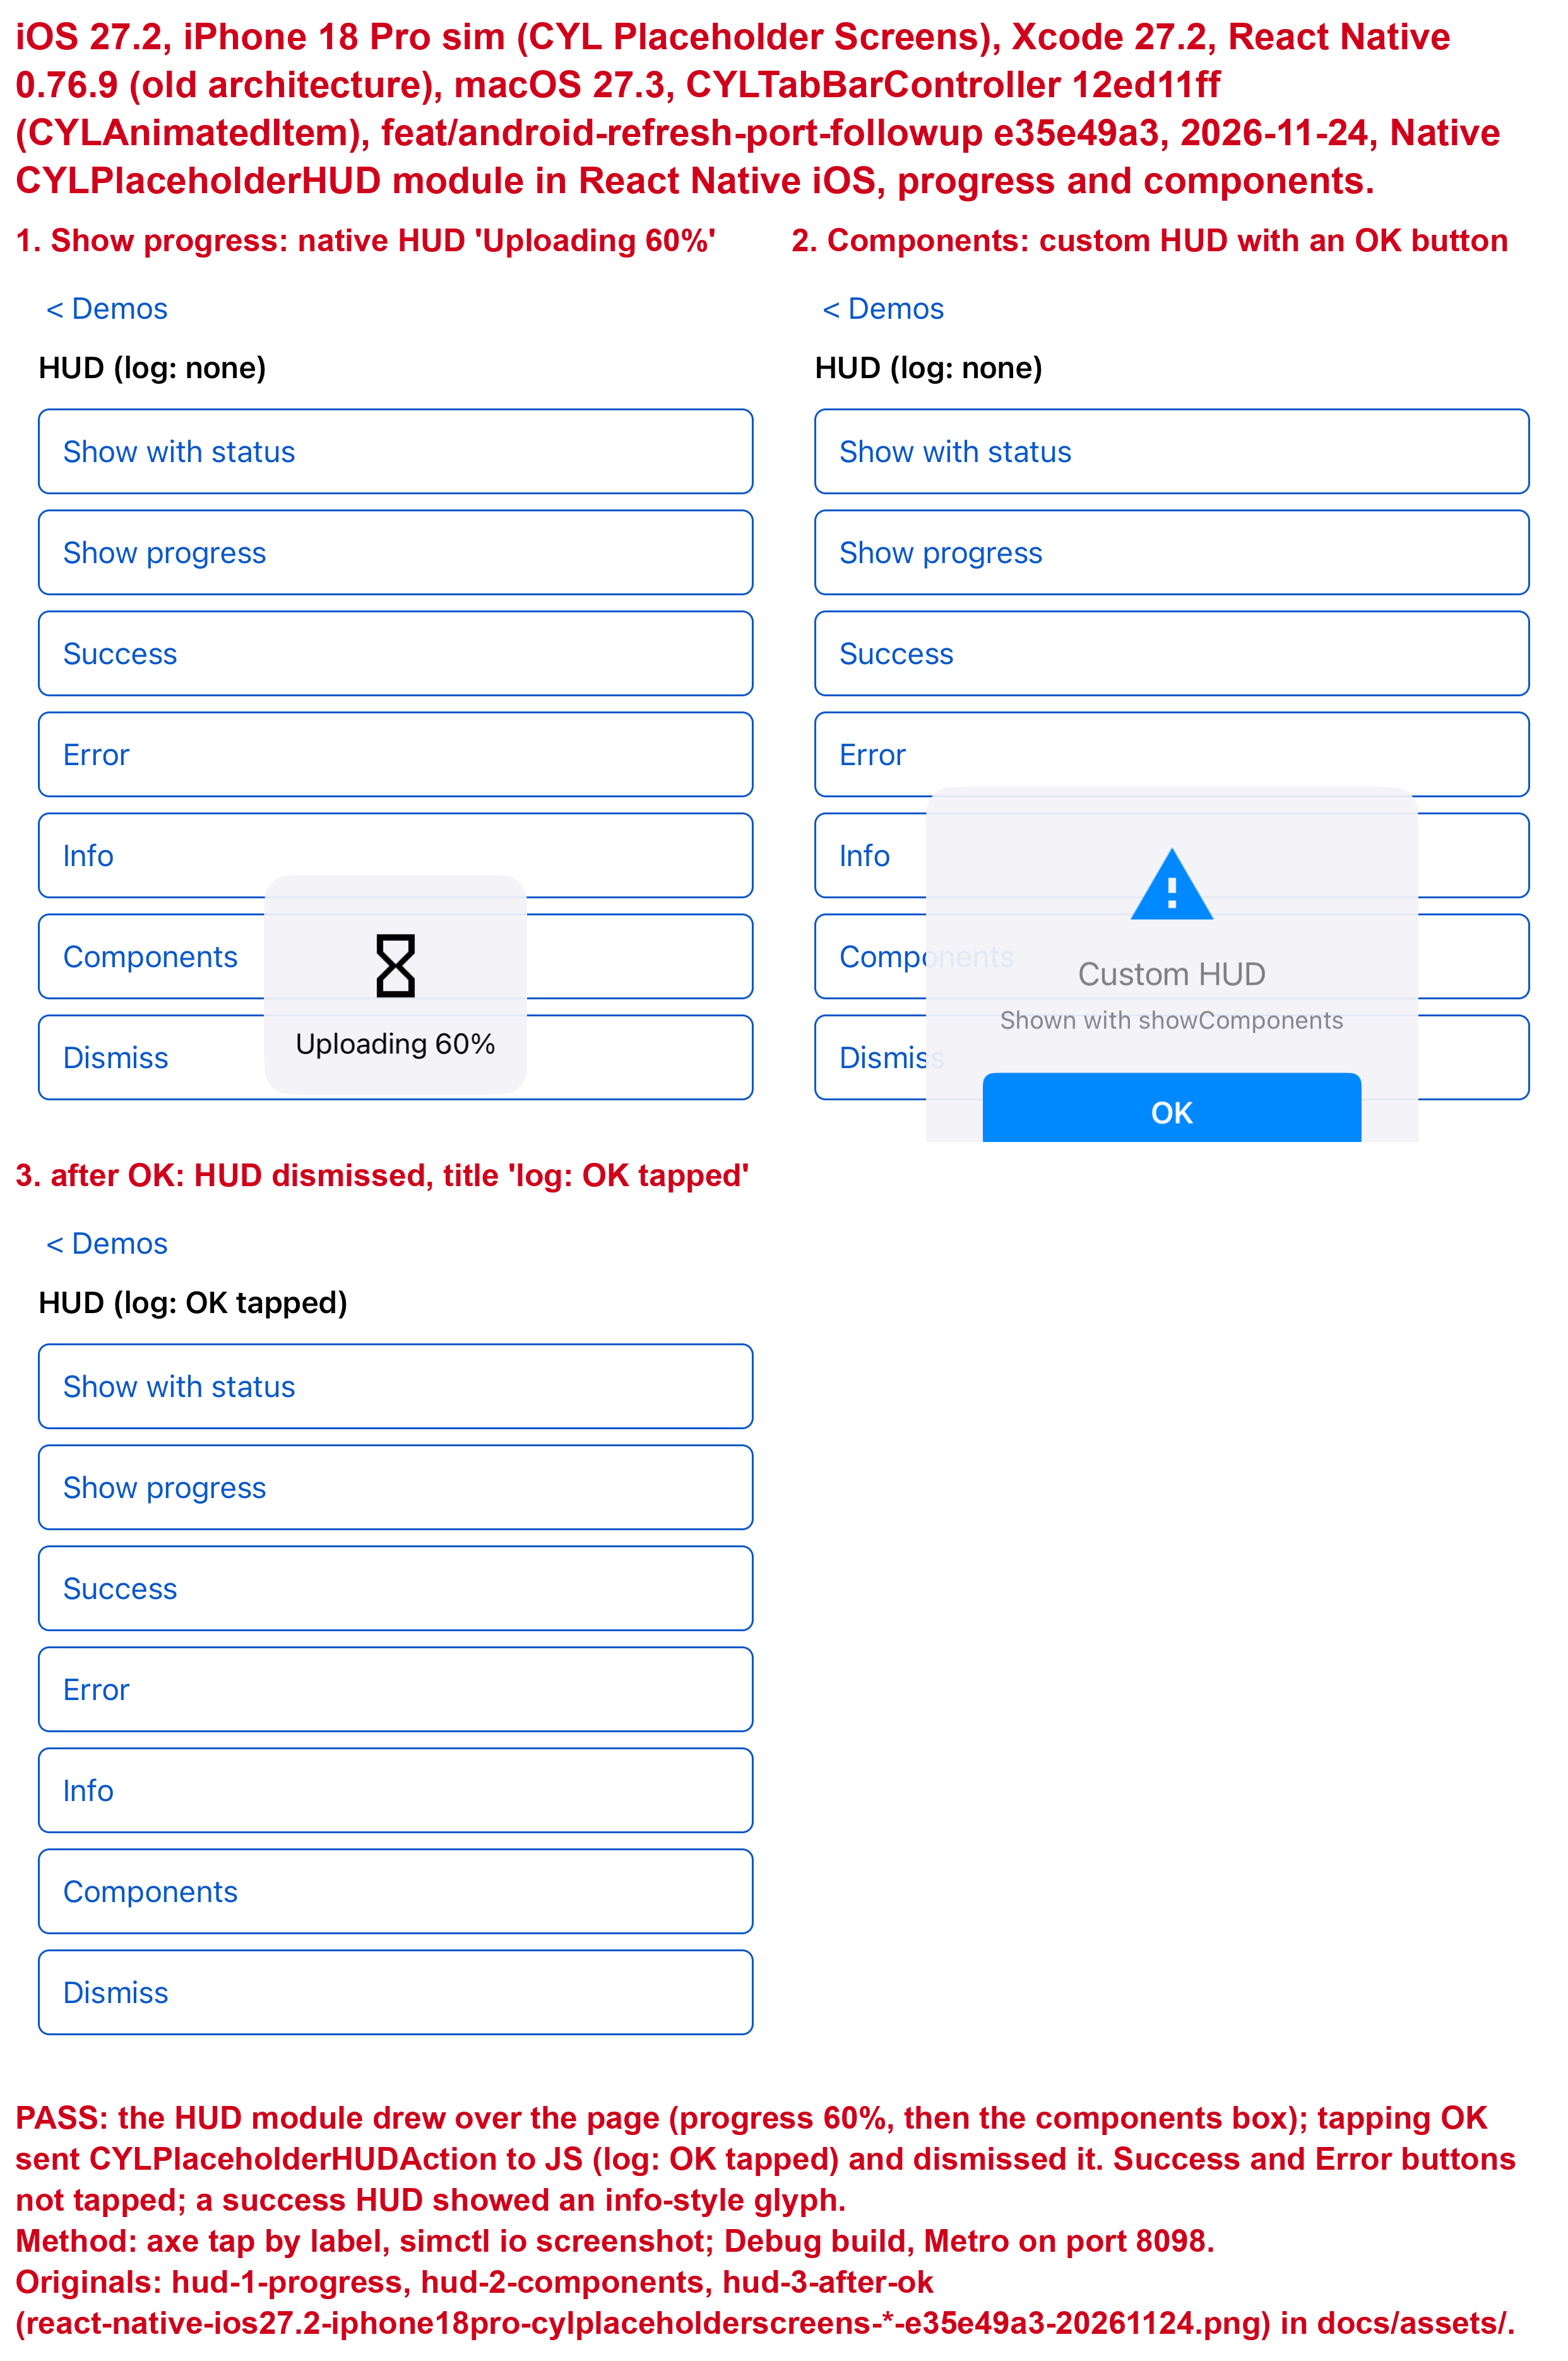 iOS 27.2, iPhone 18 Pro sim (CYL Placeholder Screens), Xcode 27.2, React Native
0.76.9 (old architecture), macOS 27.3, CYLTabBarController 12ed11ff
(CYLAnimatedItem), feat/android-refresh-port-followup e35e49a3, 2026-11-24, Native
CYLPlaceholderHUD module in React Native iOS, progress and components.
1. Show progress: native HUD 'Uploading 60%'
< Demos
HUD (log: none)
Show with status
Show progress
Success
Error
Info
Components
Dismiss
Uploading 60%
2. Components: custom HUD with an OK button
< Demos
HUD (log: none)
Show with status
Show progress
Success
Error
Info
Components
Dismiss
Custom HUD
Shown with showComponents
OK
3. after OK: HUD dismissed, title 'log: OK tapped'
< Demos
HUD (log: OK tapped)
Show with status
Show progress
Success
Error
Info
Components
Dismiss
PASS: the HUD module drew over the page (progress 60%, then the components box); tapping OK
sent CYLPlaceholderHUDAction to JS (log: OK tapped) and dismissed it. Success and Error buttons
not tapped; a success HUD showed an info-style glyph.
Method: axe tap by label, simctl io screenshot; Debug build, Metro on port 8098.
Originals: hud-1-progress, hud-2-components, hud-3-after-ok
(react-native-ios27.2-iphone18pro-cylplaceholderscreens-*-e35e49a3-20261124.png) in docs/assets/.